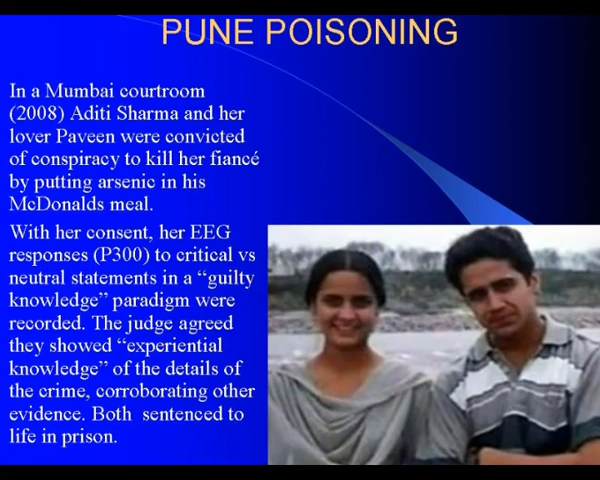 PUNE POISONING
In a Mumbai courtroom
(2008) Aditi Sharma and her
lover Paveen were convicted
of conspiracy to kill her fiancé
by putting arsenic in his
McDonalds meal.
With her consent, her EEG
responses (P300) to critical vs
neutral statements in a “guilty
knowledge” paradigm were
recorded. The judge agreed
they showed “experiential
knowledge” of the details of
the crime, corroborating other
evidence. Both  sentenced to
life in prison.